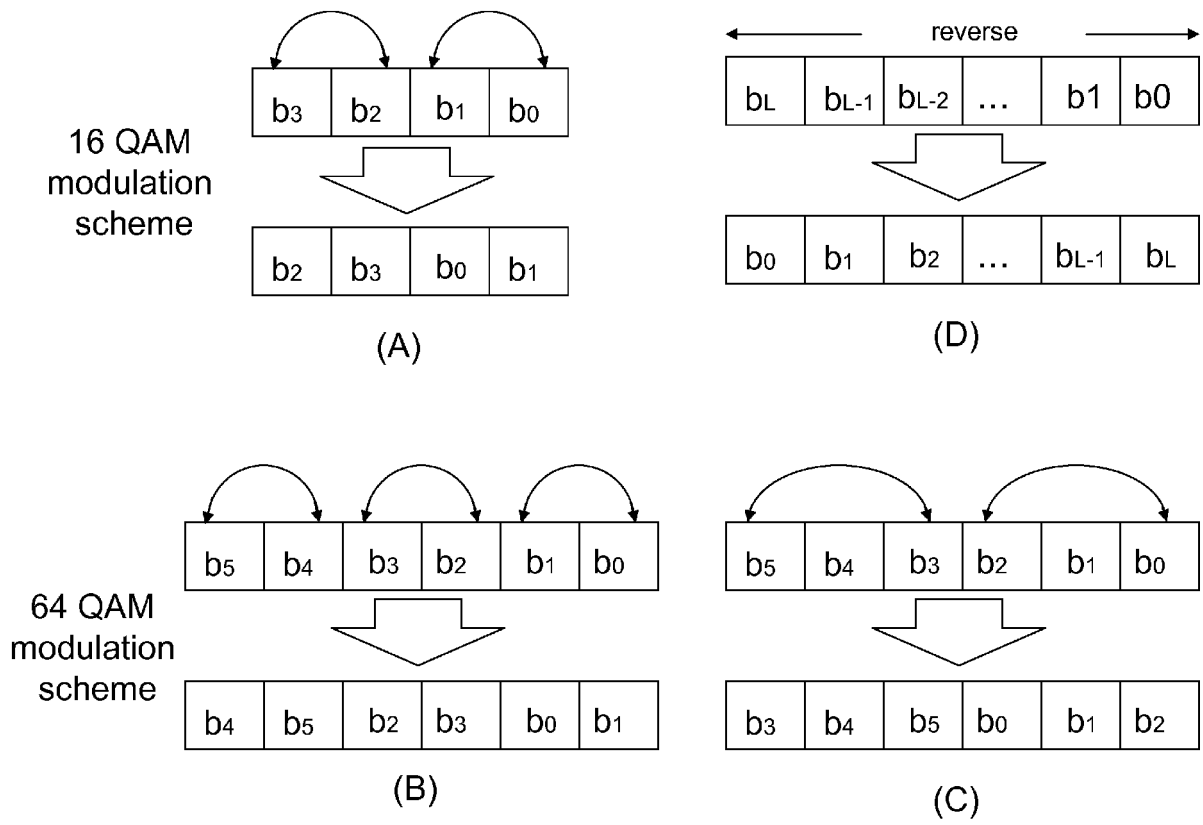 16 QAM
modulation
scheme
b3 b2 b1 b0
b2 b3 b0 b1
(A)
reverse
bL bL-1 bL-2 ... b1 b0
b0 b1 b2 ... bL-1 bL
(D)
64 QAM
modulation
scheme
b5 b4 b3 b2 b1 b0
b4 b5 b2 b3 b0 b1
(B)
b5 b4 b3 b2 b1 b0
b3 b4 b5 b0 b1 b2
(C)